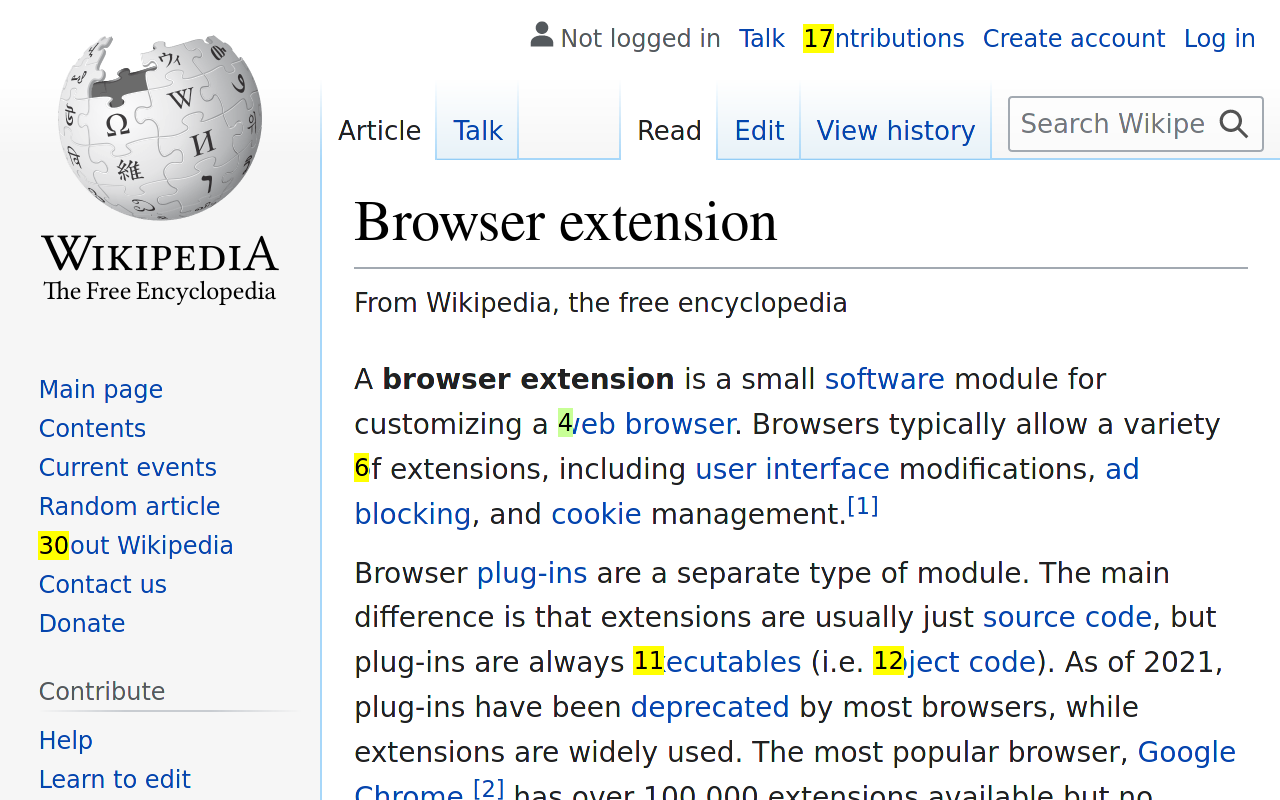 Not logged in Talk 17ntributions Create account Log in
Article Talk Read Edit View history Search Wikipe
WIKIPEDIA
The Free Encyclopedia
Main page
Contents
Current events
Random article
30out Wikipedia
Contact us
Donate
Contribute
Help
Learn to edit
Browser extension
From Wikipedia, the free encyclopedia
A browser extension is a small software module for
customizing a 4eb browser. Browsers typically allow a variety
6f extensions, including user interface modifications, ad
blocking, and cookie management.[1]
Browser plug-ins are a separate type of module. The main
difference is that extensions are usually just source code, but
plug-ins are always 11ecutables (i.e. 12ject code). As of 2021,
plug-ins have been deprecated by most browsers, while
extensions are widely used. The most popular browser, Google
Chrome,[2] has over 100,000 extensions available but no